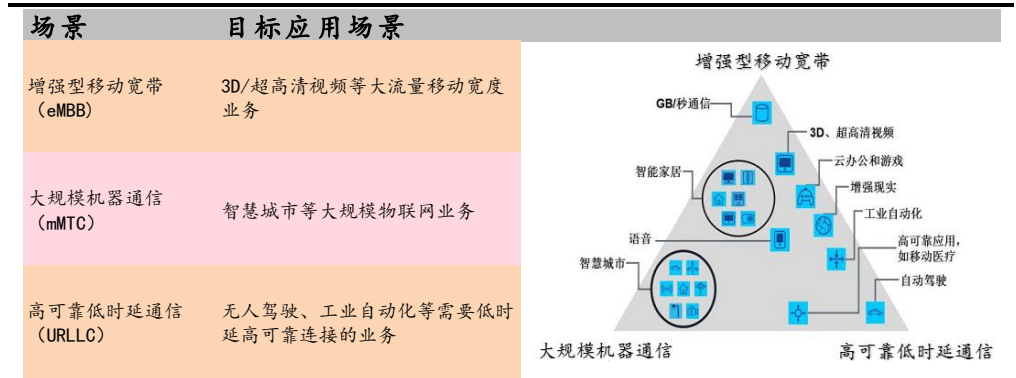 场景 目标应用场景
增强型移动宽带
（eMBB)
3D/超高清视频等大流量移动宽度
业务
大规模机器通信
（mMTC）
智慧城市等大规模物联网业务
高可靠低时延通信
（URLLC）
无人驾驶、工业自动化等需要低时
延高可靠连接的业务
增强型移动宽带
GB/秒通信
3D、超高清视频
智能家居
云办公和游戏
增强现实
工业自动化
语音
高可靠应用，
如移动医疗
智慧城市
自动驾驶
大规模机器通信
高可靠低时延通信